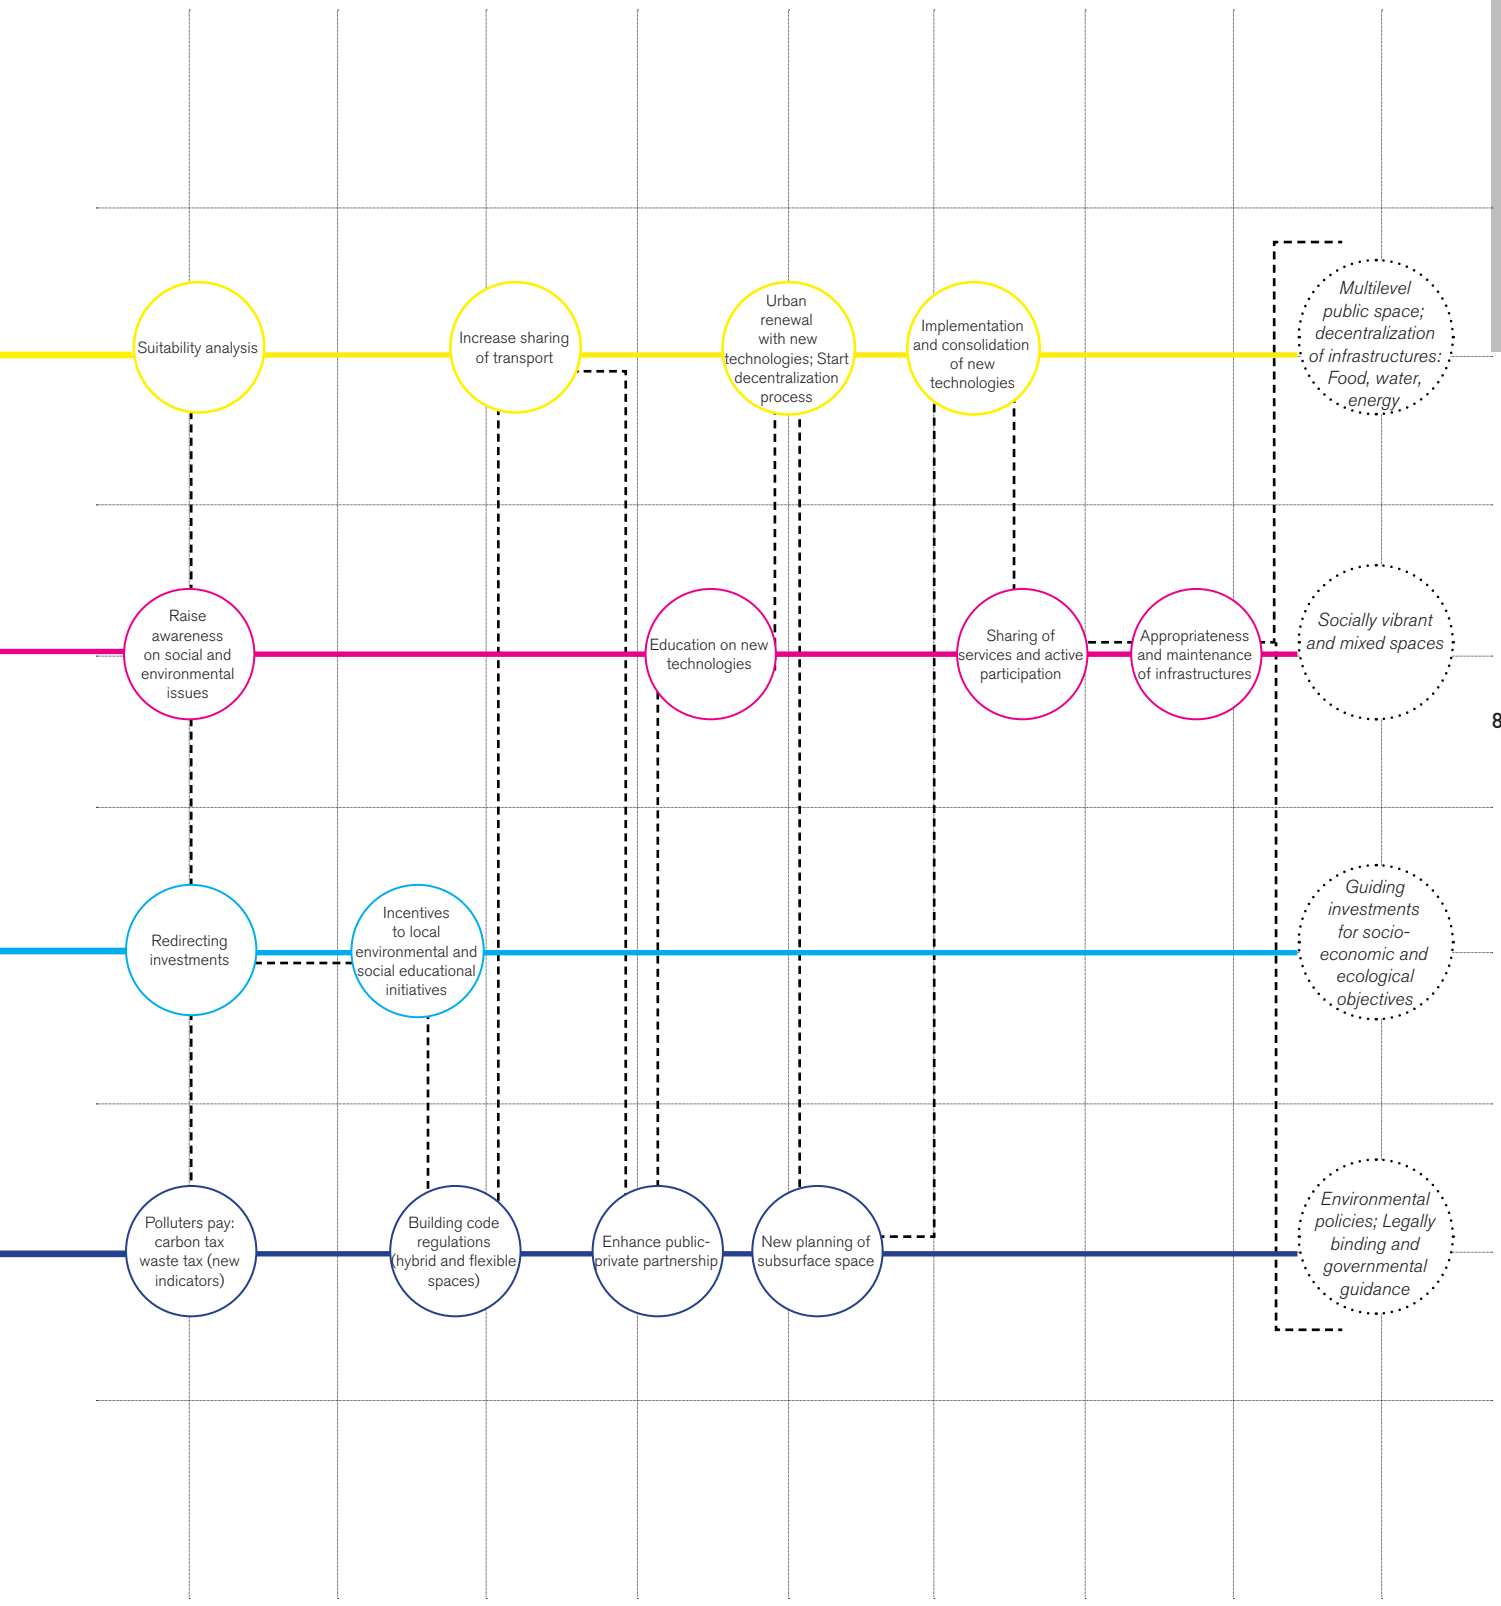 Suitability analysis
Increase sharing
of transport
Urban
renewal
with new
technologies; Start
decentralization
process
Implementation
and consolidation
of new
technologies
Multilevel
public space;
decentralization
of infrastructures:
Food, water,
energy
Raise
awareness
on social and
environmental
issues
Education on new
technologies
Sharing of
services and active
participation
Appropriateness
and maintenance
of infrastructures
Socially vibrant
and mixed spaces
8
Redirecting
investments
Incentives
to local
environmental and
social educational
initiatives
Guiding
investments
for socio-
economic and
ecological
objectives
Polluters pay:
carbon tax
waste tax (new
indicators)
Building code
regulations
(hybrid and flexible
spaces)
Enhance public-
private partnership
New planning of
subsurface space
Environmental
policies; Legally
binding and
governmental
guidance